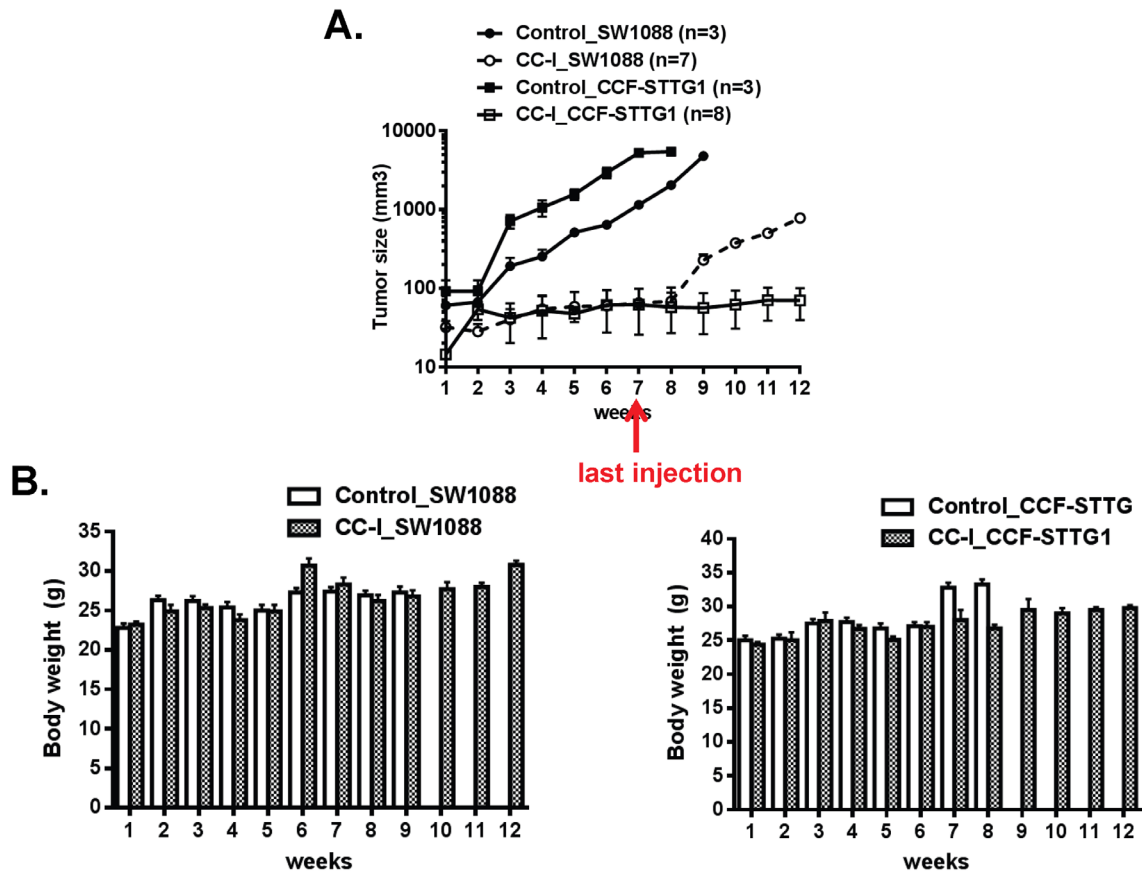 A.
Control_SW1088 (n=3)
CC-I_SW1088 (n=7)
Control_CCF-STTG1 (n=3)
CC-I_CCF-STTG1 (n=8)
Tumor size (mm3)
10000
1000
100
10
1 2 3 4 5 6 7 8 9 10 11 12
weeks
last injection
B.
Control_SW1088
CC-I_SW1088
Body weight (g)
35
30
25
20
15
10
5
0
1 2 3 4 5 6 7 8 9 10 11 12
weeks
Control_CCF-STTG
CC-I_CCF-STTG1
Body weight (g)
40
35
30
25
20
15
10
5
0
1 2 3 4 5 6 7 8 9 10 11 12
weeks